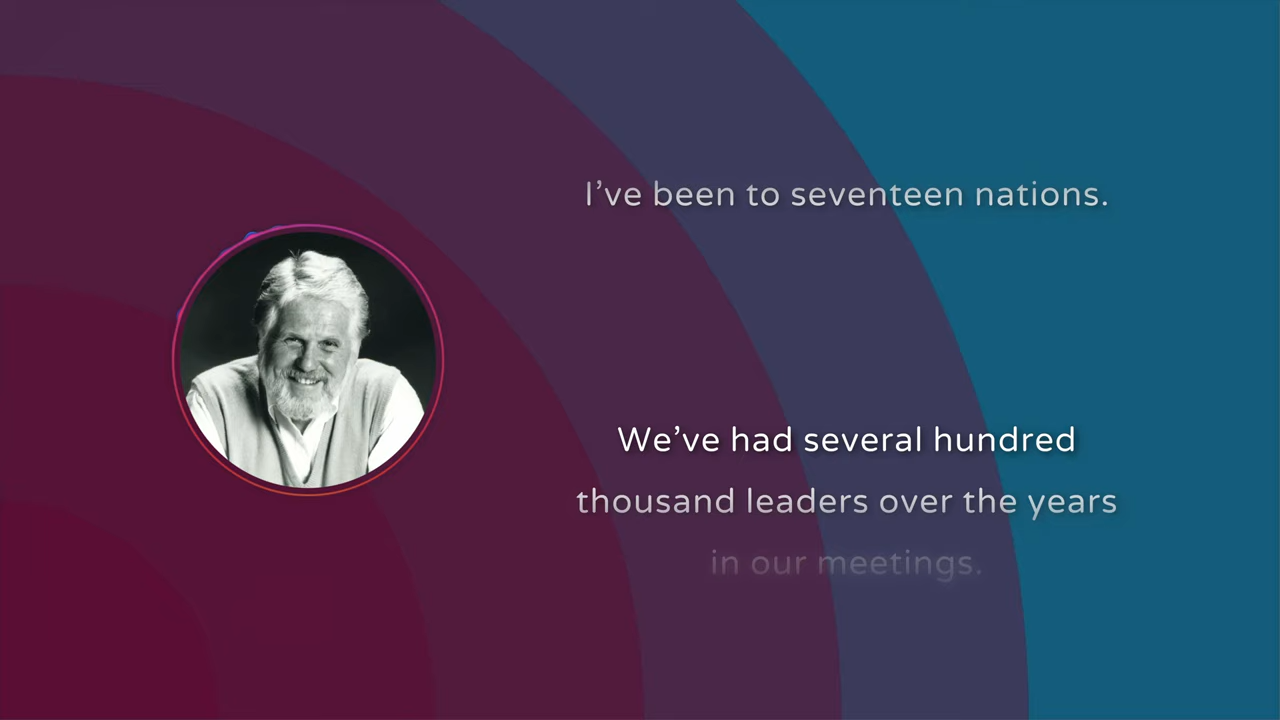 I’ve been to seventeen nations.
We’ve had several hundred
thousand leaders over the years
in our meetings.